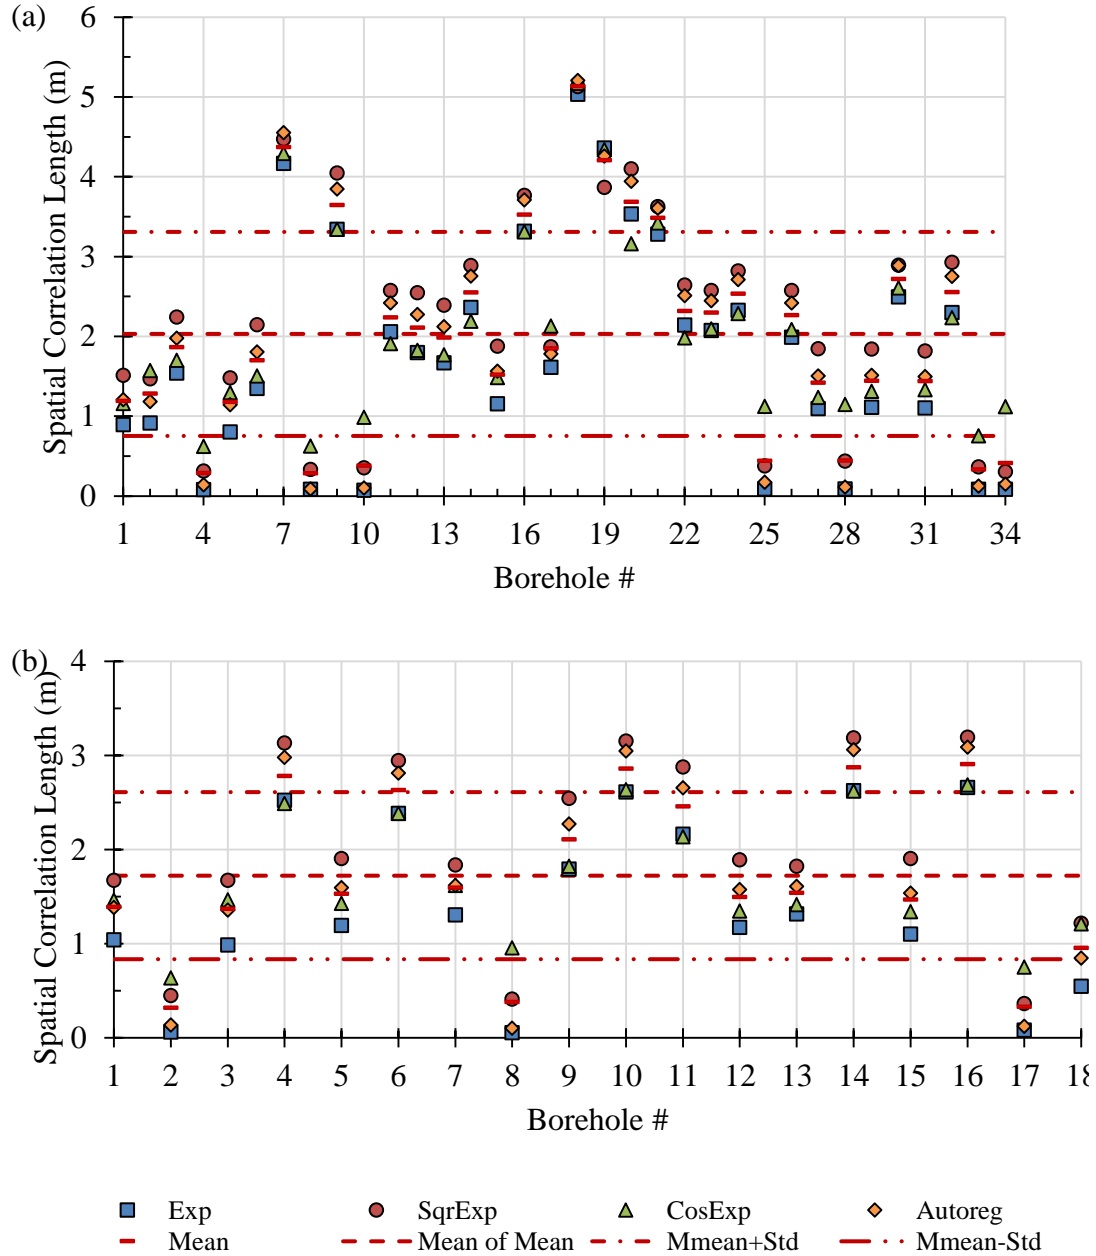 (a)
Spatial Correlation Length (m)
6
5
4
3
2
1
0
1 4 7 10 13 16 19 22 25 28 31 34
Borehole #
(b)
Spatial Correlation Length (m)
4
3
2
1
0
1 2 3 4 5 6 7 8 9 10 11 12 13 14 15 16 17 18
Borehole #
Exp SqrExp CosExp Autoreg
Mean Mean of Mean Mmean+Std Mmean-Std